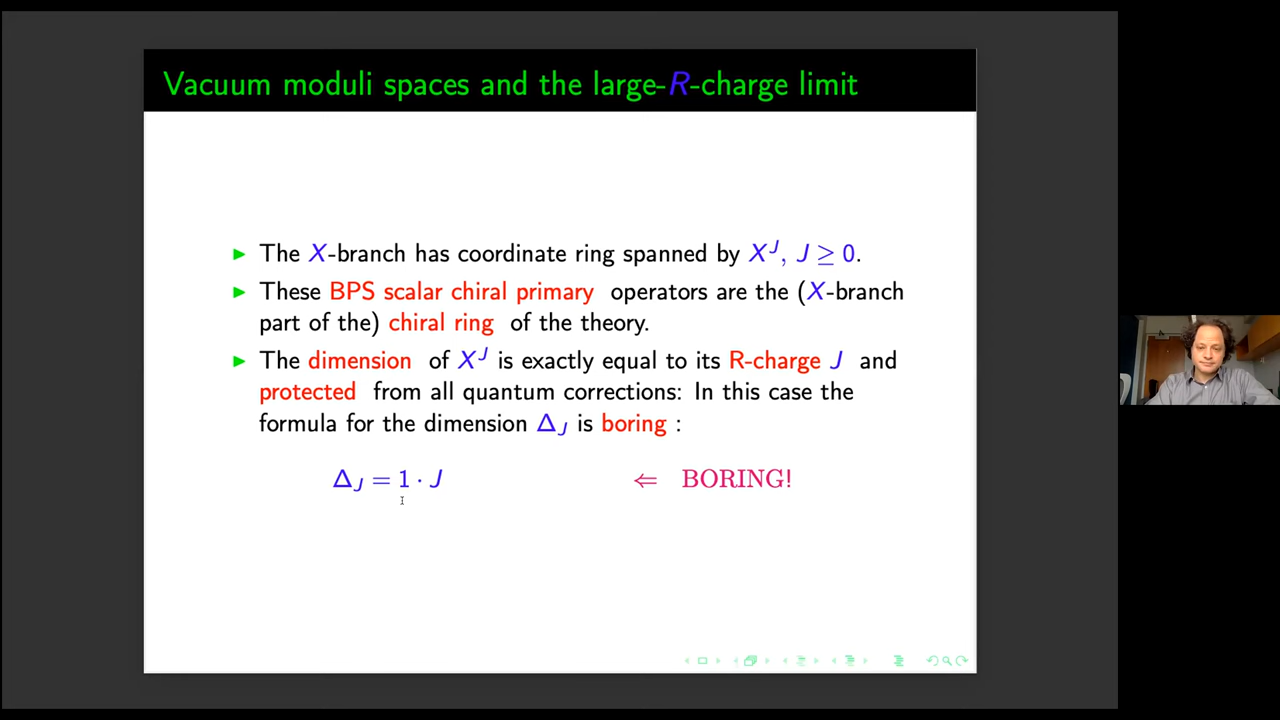 Vacuum moduli spaces and the large-R-charge limit
▶ The X-branch has coordinate ring spanned by X^J, J ≥ 0.
▶ These BPS scalar chiral primary operators are the (X-branch
part of the) chiral ring of the theory.
▶ The dimension of X^J is exactly equal to its R-charge J and
protected from all quantum corrections: In this case the
formula for the dimension Δ_J is boring :
Δ_J = 1 · J ⇐ BORING!